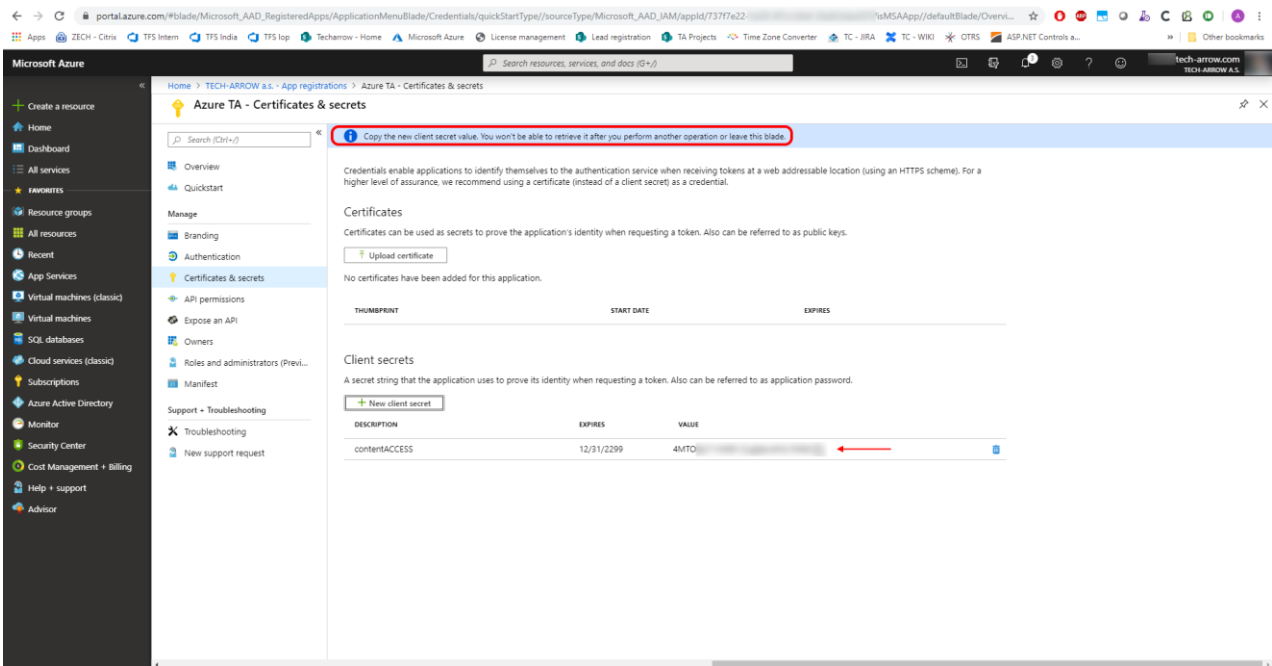 portal.azure.com/#blade/Microsoft_AAD_RegisteredApps/ApplicationMenuBlade/Credentials/quickStartType//sourceType/Microsoft_AAD_IAM/appId/737f7e22- /isMSAApp//defaultBlade/Overvi...
Apps ZECH - Citrix TFS Intern TFS India TFS Iop Techarrow - Home Microsoft Azure License management Lead registration TA Projects Time Zone Converter TC - JIRA TC - WIKI OTRS ASP.NET Controls a... » Other bookmarks
Microsoft Azure
Search resources, services, and docs (G+/)
tech-arrow.com
TECH-ARROW A.S.
Create a resource
Home
Dashboard
All services
FAVORITES
Resource groups
All resources
Recent
App Services
Virtual machines (classic)
Virtual machines
SQL databases
Cloud services (classic)
Subscriptions
Azure Active Directory
Monitor
Security Center
Cost Management + Billing
Help + support
Advisor
Home > TECH-ARROW a.s. - App registrations > Azure TA - Certificates & secrets
Azure TA - Certificates & secrets
Search (Ctrl+/)
Overview
Quickstart
Manage
Branding
Authentication
Certificates & secrets
API permissions
Expose an API
Owners
Roles and administrators (Previ...
Manifest
Support + Troubleshooting
Troubleshooting
New support request
Copy the new client secret value. You won't be able to retrieve it after you perform another operation or leave this blade.
Credentials enable applications to identify themselves to the authentication service when receiving tokens at a web addressable location (using an HTTPS scheme). For a
higher level of assurance, we recommend using a certificate (instead of a client secret) as a credential.
Certificates
Certificates can be used as secrets to prove the application's identity when requesting a token. Also can be referred to as public keys.
Upload certificate
No certificates have been added for this application.
THUMBPRINT START DATE EXPIRES
Client secrets
A secret string that the application uses to prove its identity when requesting a token. Also can be referred to as application password.
New client secret
DESCRIPTION EXPIRES VALUE
contentACCESS 12/31/2299 4MTO